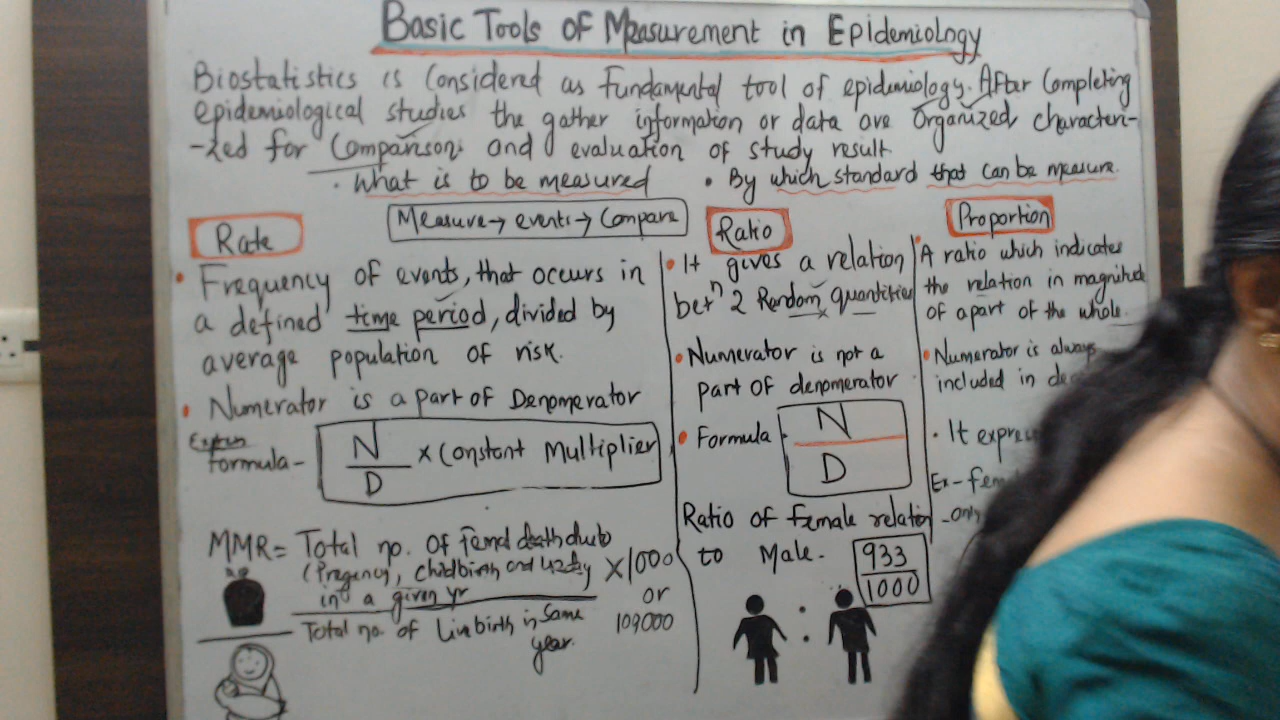 Basic Tools of Measurement in Epidemiology
Biostatistics is Considered as Fundamental tool of epidemiology. After Completing
epidemiological studies the gather information or data are Organized, characteri-
-zed for Comparison and evaluation of study result
• What is to be measured
• By which standard that can be measure.
Measure → events → Compare
Rate
• Frequency of events, that occurs in
a defined time period, divided by
average population of risk.
• Numerator is a part of Denomerator
formula -
N
D
× Constant Multiplier
MMR = Total no. of death
(Pregency, childbirth and 42
in a given yr
Total no. of Live birth in Same
year.
×1000
or
Ratio
• It gives a relation
betn 2 Random quantities
• Numerator is not a
part of denomerator
• Formula
N
D
Ratio of female relation
to Male.
933
1000
:
Proportion
• A ratio which indicates
the relation in magnitude
of a part of the whole.
• Numerator is always
included in
• It
Ex -
- only